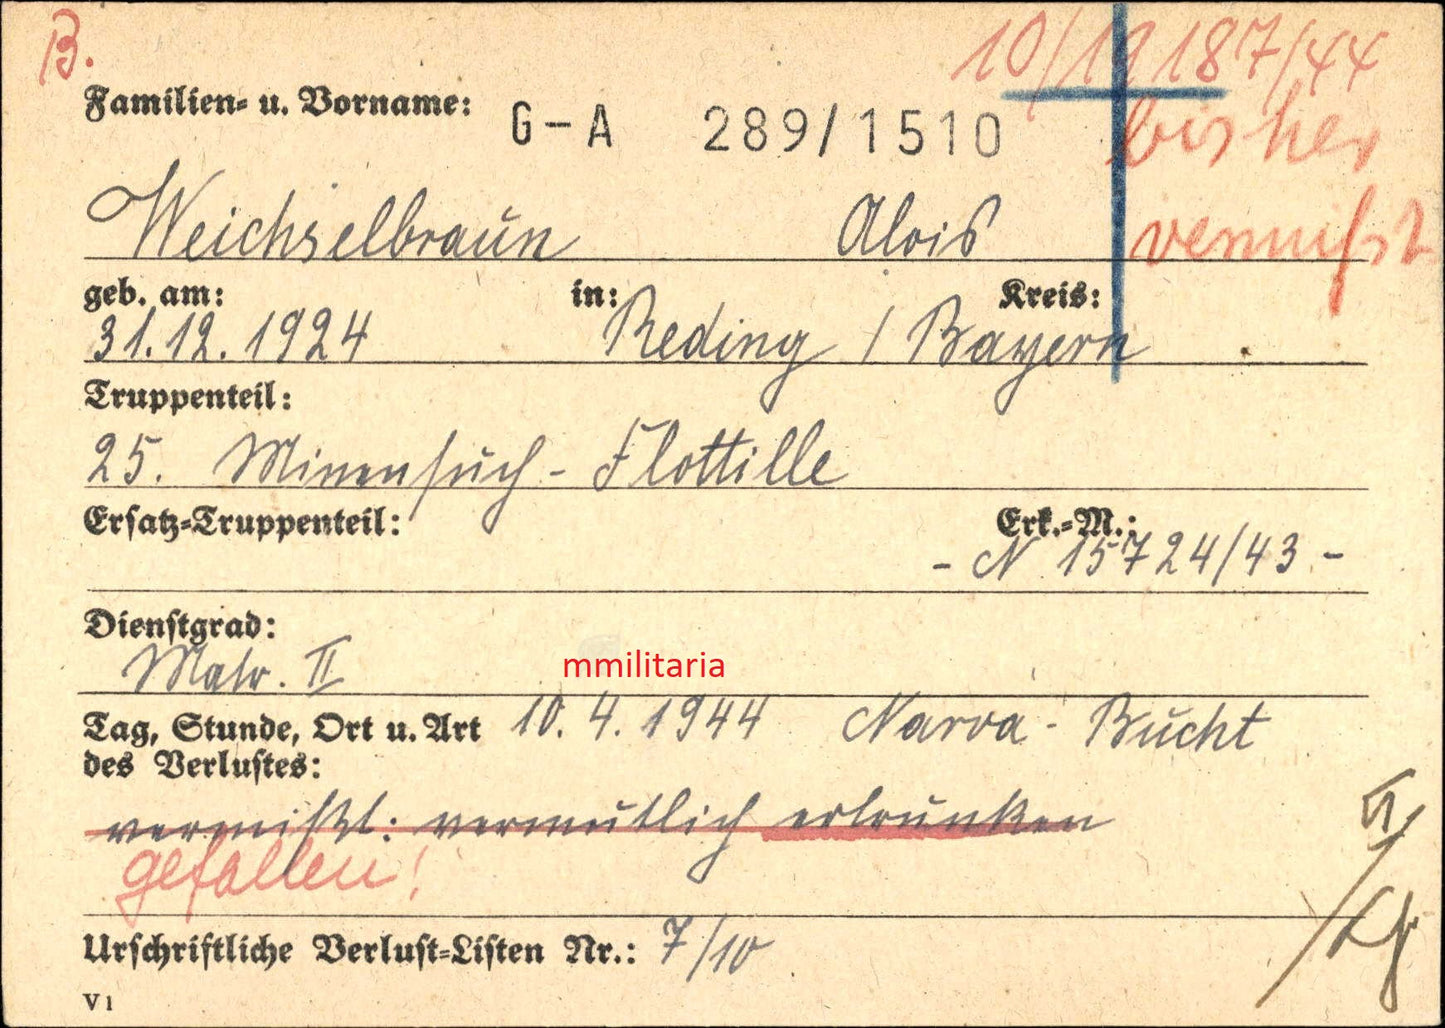 B.
10/11187/44
Familien- u. Vorname:
G-A 289/1510
bisher
Weichselbraun Alois
vermißt
geb. am: in: Kreis:
31.12.1924 Reding / Bayern
Truppenteil:
25. Minensuch-Flottille
Ersatz-Truppenteil: Erk.-M.:
- N 15724/43 -
Dienstgrad:
Matr. II
mmilitaria
Tag, Stunde, Ort u. Art 10.4.1944 Narva-Bucht
des Verlustes:
vermißt: vermutlich ertrunken
gefallen!
Urschriftliche Verlust-Listen Nr.: 7/10
V 1